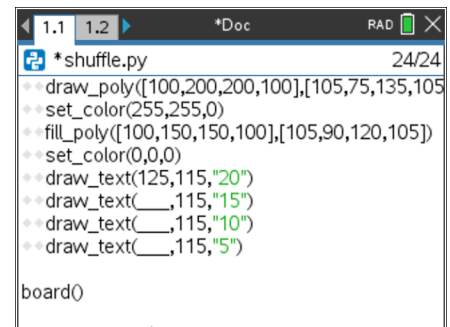 1.1 1.2 *Doc RAD
*shuffle.py 24/24
draw_poly([100,200,200,100],[105,75,135,105
set_color(255,255,0)
fill_poly([100,150,150,100],[105,90,120,105])
set_color(0,0,0)
draw_text(125,115,"20")
draw_text(___,115,"15")
draw_text(___,115,"10")
draw_text(___,115,"5")
board()